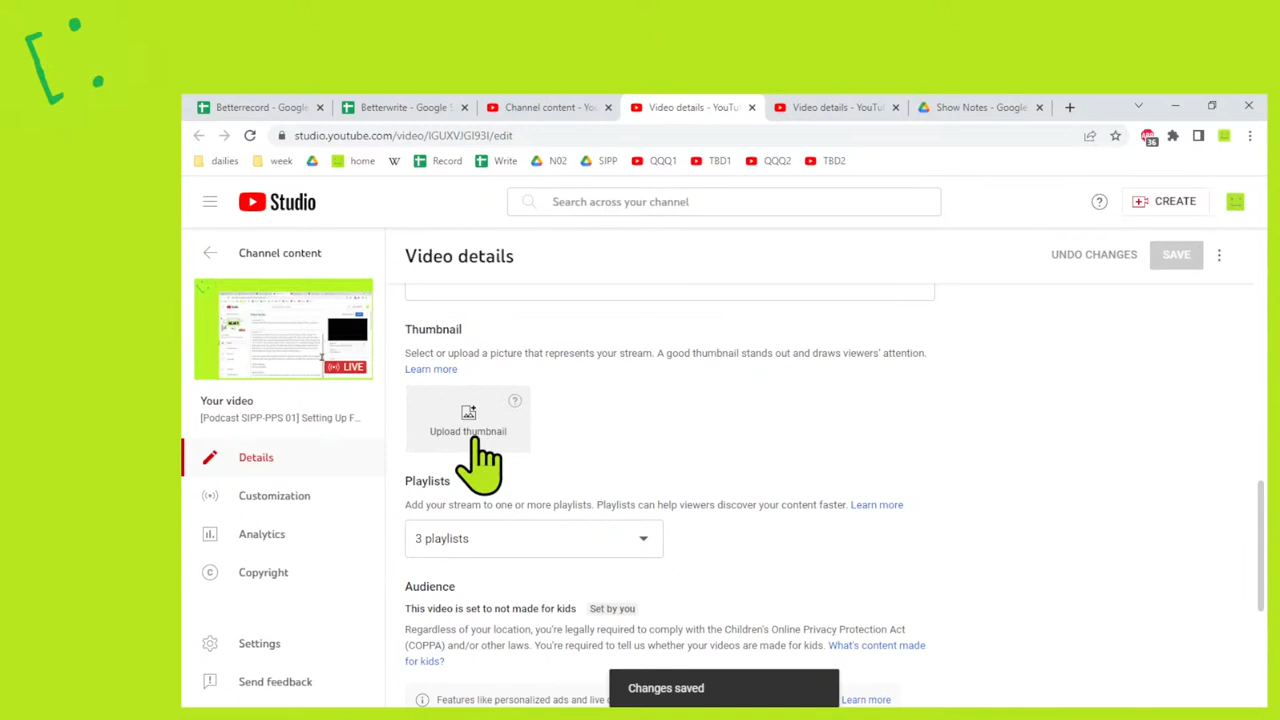 [:
Betterrecord - Google
Betterwrite - Google S
Channel content - You
Video details - YouTu
Video details - YouTu
Show Notes - Google
studio.youtube.com/video/IGUXVJGI93I/edit
36
dailies
week
home
W
Record
Write
N02
SIPP
QQQ1
TBD1
QQQ2
TBD2
Studio
Search across your channel
CREATE
Channel content
Video details
UNDO CHANGES
SAVE
LIVE
Your video
[Podcast SIPP-PPS 01] Setting Up F...
Details
Customization
Analytics
Copyright
Settings
Send feedback
Thumbnail
Select or upload a picture that represents your stream. A good thumbnail stands out and draws viewers' attention.
Learn more
Upload thumbnail
Playlists
Add your stream to one or more playlists. Playlists can help viewers discover your content faster. Learn more
3 playlists
Audience
This video is set to not made for kids Set by you
Regardless of your location, you're legally required to comply with the Children's Online Privacy Protection Act
(COPPA) and/or other laws. You're required to tell us whether your videos are made for kids. What's content made
for kids?
Features like personalized ads and live
Learn more
Changes saved